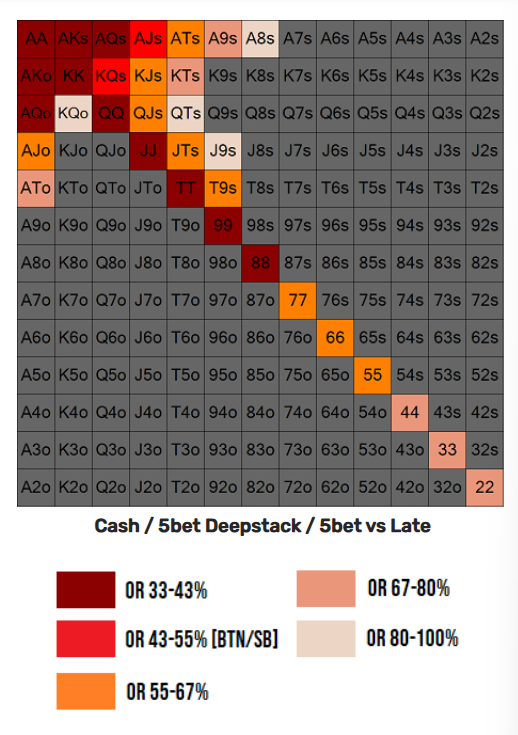 AA AKs AQs AJs ATs A9s A8s A7s A6s A5s A4s A3s A2s
AKo KK KQs KJs KTs K9s K8s K7s K6s K5s K4s K3s K2s
AQo KQo QQ QJs QTs Q9s Q8s Q7s Q6s Q5s Q4s Q3s Q2s
AJo KJo QJo JJ JTs J9s J8s J7s J6s J5s J4s J3s J2s
ATo KTo QTo JTo TT T9s T8s T7s T6s T5s T4s T3s T2s
A9o K9o Q9o J9o T9o 99 98s 97s 96s 95s 94s 93s 92s
A8o K8o Q8o J8o T8o 98o 88 87s 86s 85s 84s 83s 82s
A7o K7o Q7o J7o T7o 97o 87o 77 76s 75s 74s 73s 72s
A6o K6o Q6o J6o T6o 96o 86o 76o 66 65s 64s 63s 62s
A5o K5o Q5o J5o T5o 95o 85o 75o 65o 55 54s 53s 52s
A4o K4o Q4o J4o T4o 94o 84o 74o 64o 54o 44 43s 42s
A3o K3o Q3o J3o T3o 93o 83o 73o 63o 53o 43o 33 32s
A2o K2o Q2o J2o T2o 92o 82o 72o 62o 52o 42o 32o 22
Cash / 5bet Deepstack / 5bet vs Late
OR 33-43%
OR 67-80%
OR 43-55% [BTN/SB]
OR 80-100%
OR 55-67%